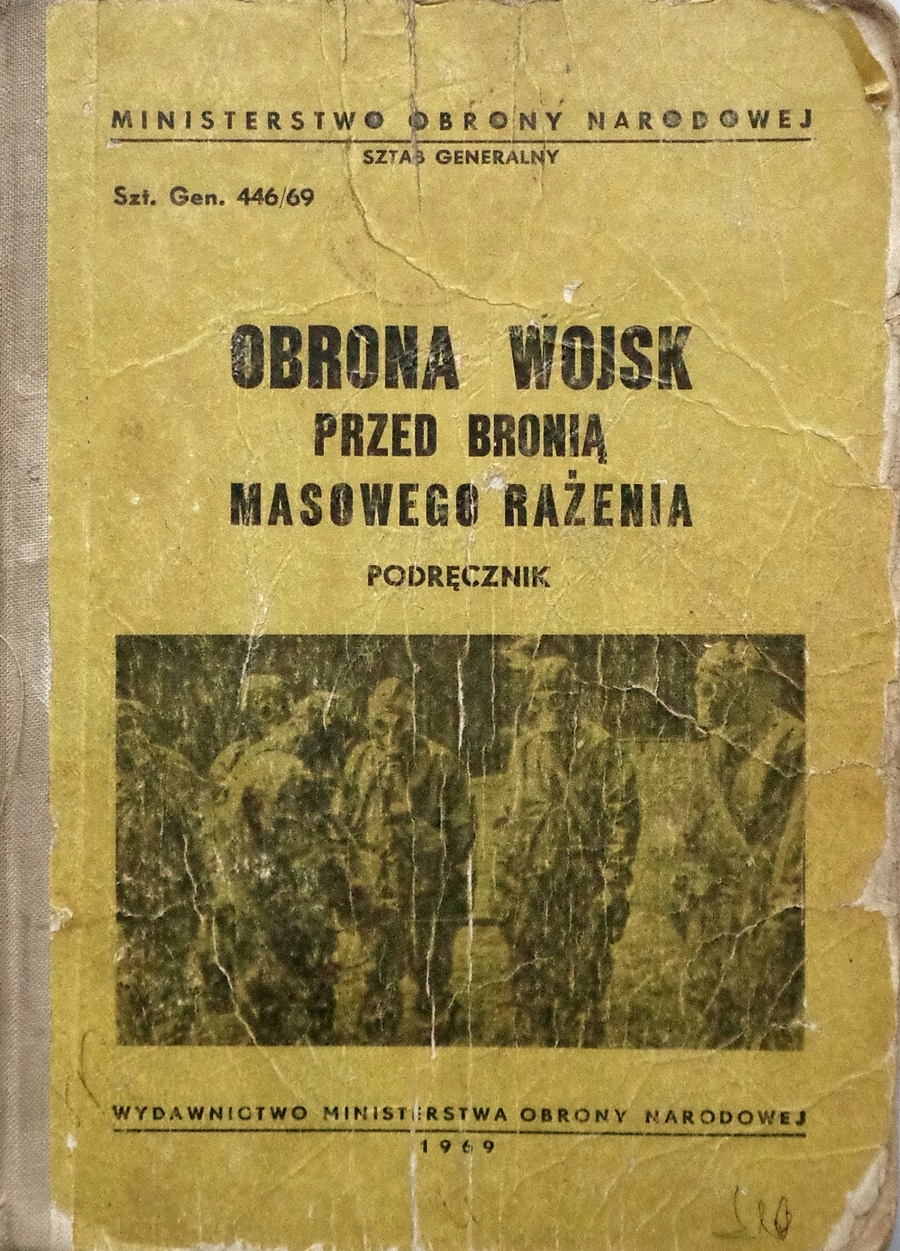 MINISTERSTWO OBRONY NARODOWEJ
SZTAB GENERALNY
Szt. Gen. 446/69
OBRONA WOJSK
PRZED BRONIĄ
MASOWEGO RAŻENIA
PODRĘCZNIK
WYDAWNICTWO MINISTERSTWA OBRONY NARODOWEJ
1969